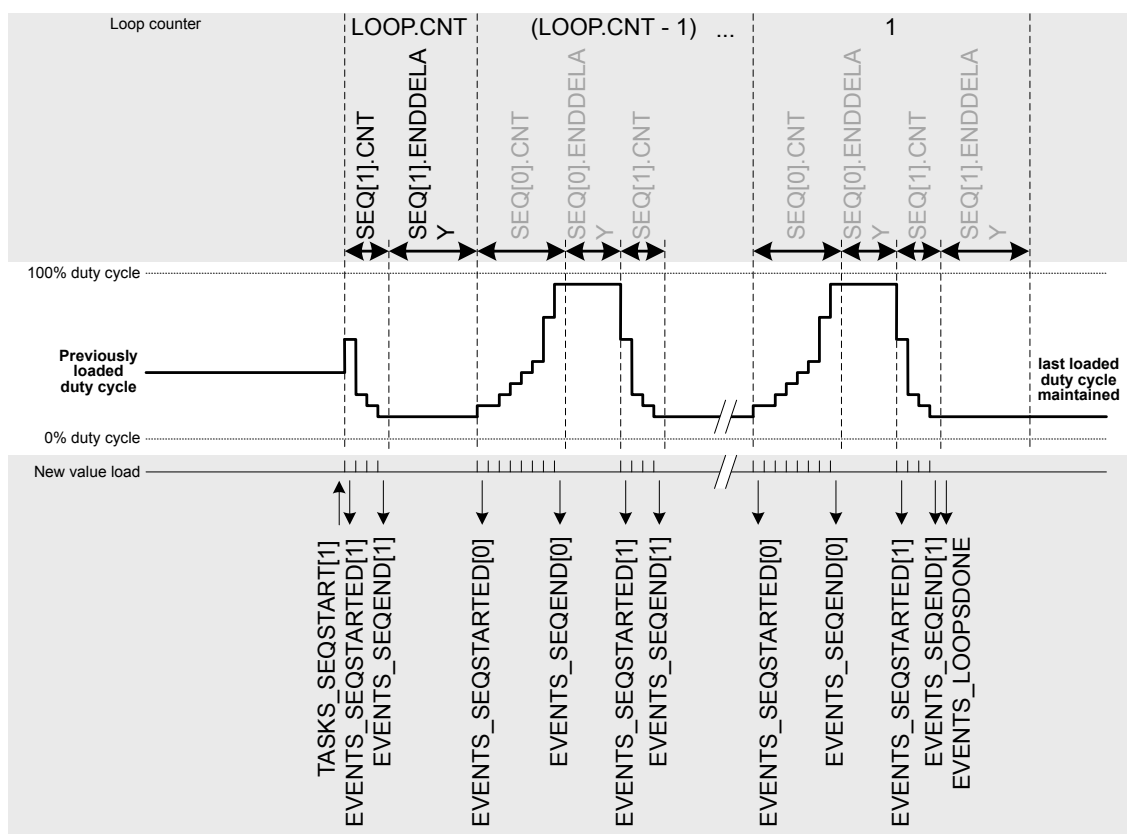 Loop counter
LOOP.CNT
(LOOP.CNT - 1) ...
1
SEQ[1].CNT
SEQ[1].ENDDELA
Y
SEQ[0].CNT
SEQ[0].ENDDELA
Y
SEQ[1].CNT
SEQ[0].CNT
SEQ[0].ENDDELA
Y
SEQ[1].CNT
SEQ[1].ENDDELA
Y
100% duty cycle
Previously
loaded
duty cycle
last loaded
duty cycle
maintained
0% duty cycle
New value load
TASKS_SEQSTART[1]
EVENTS_SEQSTARTED[1]
EVENTS_SEQEND[1]
EVENTS_SEQSTARTED[0]
EVENTS_SEQEND[0]
EVENTS_SEQSTARTED[1]
EVENTS_SEQEND[1]
EVENTS_SEQSTARTED[0]
EVENTS_SEQEND[0]
EVENTS_SEQSTARTED[1]
EVENTS_SEQEND[1]
EVENTS_LOOPSDONE